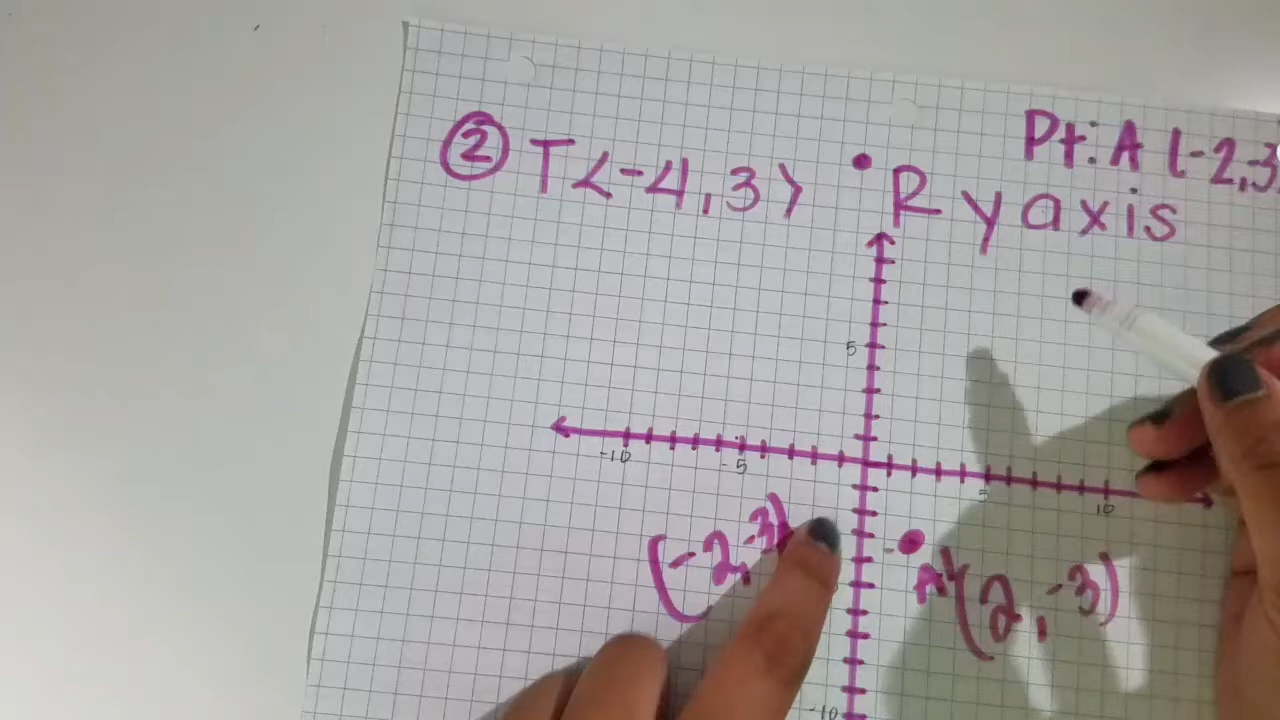 Pt: A (-2,-3
② T<-4,3> • R y axis
5
-10 -5 5 10
(-2,-3)
A'(2,-3)
-10